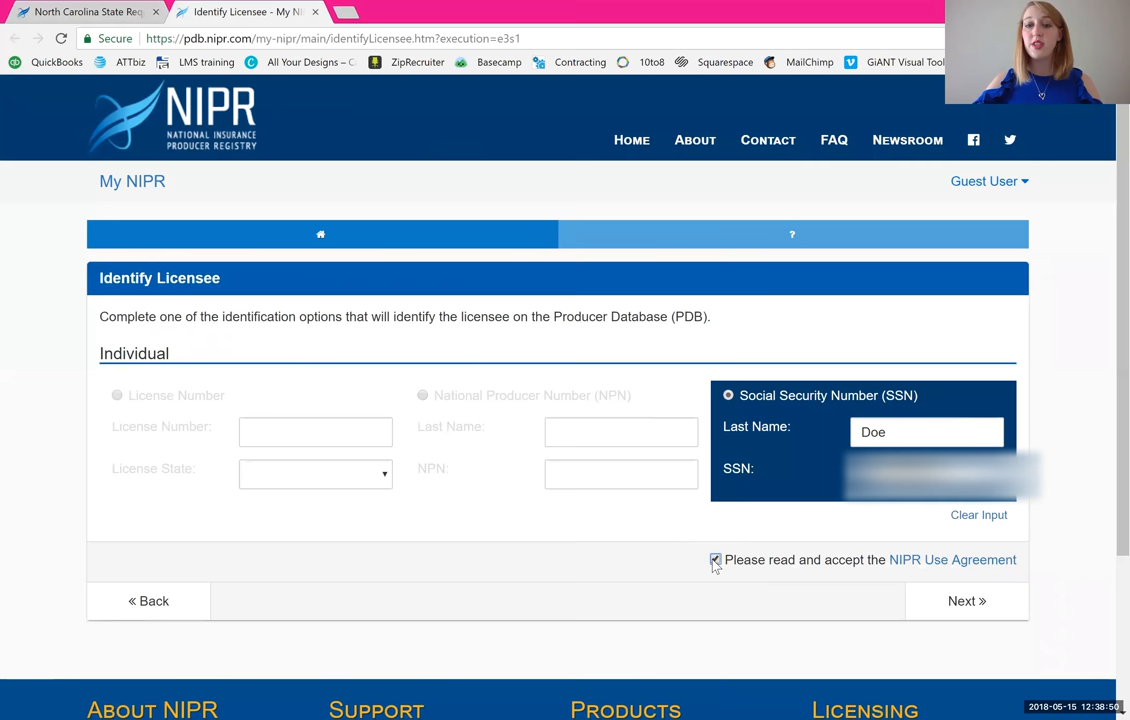 North Carolina State Req
Identify Licensee - My NI
Secure
https://pdb.nipr.com/my-nipr/main/identifyLicensee.htm?execution=e3s1
QuickBooks
ATTbiz
LMS training
All Your Designs - C
ZipRecruiter
Basecamp
Contracting
10to8
Squarespace
MailChimp
GiANT Visual Tool
NIPR
NATIONAL INSURANCE
PRODUCER REGISTRY
HOME
ABOUT
CONTACT
FAQ
NEWSROOM
My NIPR
Guest User
?
Identify Licensee
Complete one of the identification options that will identify the licensee on the Producer Database (PDB).
Individual
License Number
License Number:
License State:
National Producer Number (NPN)
Last Name:
NPN:
Social Security Number (SSN)
Last Name:
Doe
SSN:
Clear Input
Please read and accept the NIPR Use Agreement
« Back
Next »
ABOUT NIPR
SUPPORT
PRODUCTS
LICENSING
2018-05-15 12:38:50